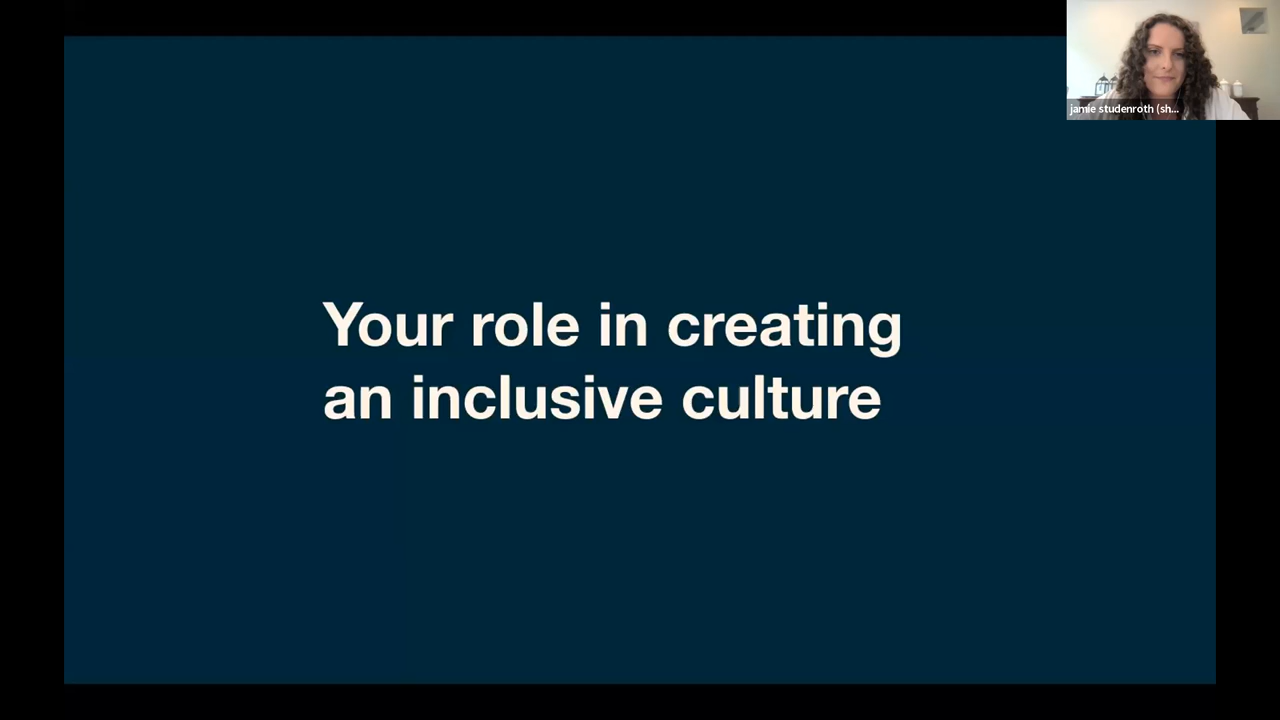 jamie studenroth (sh...
Your role in creating
an inclusive culture